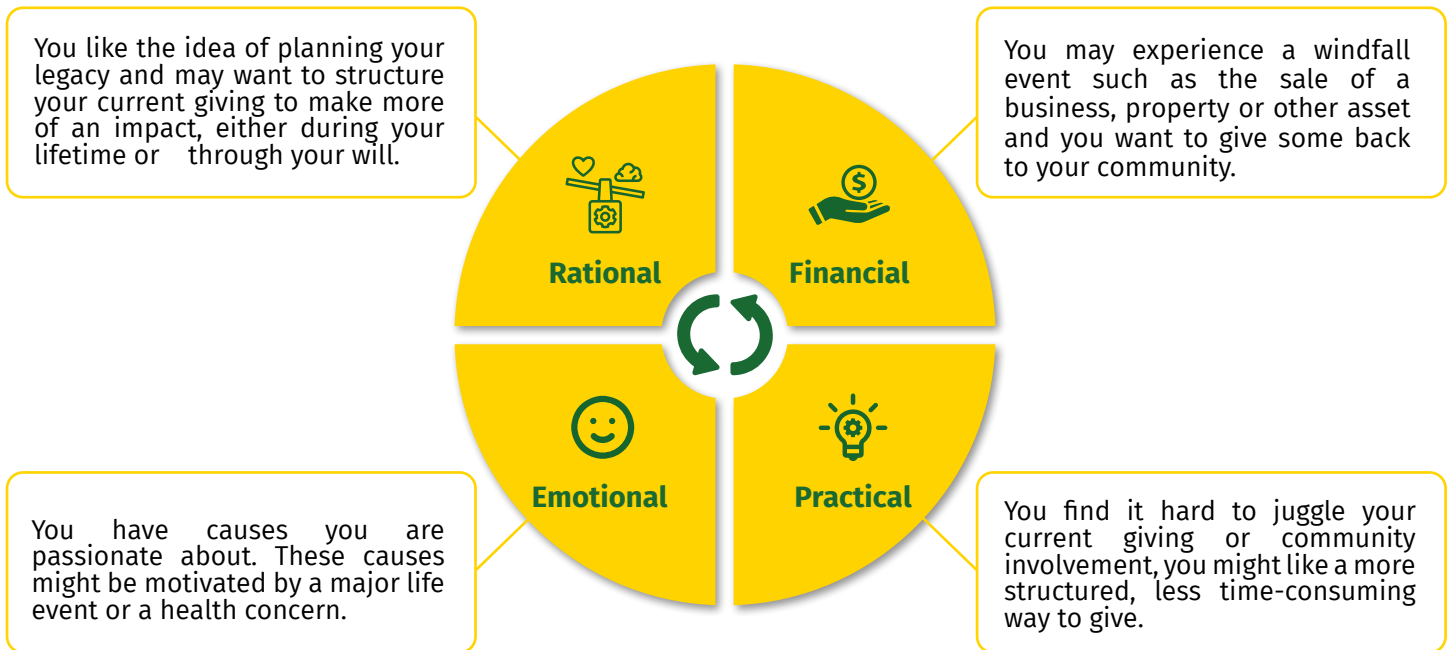 You like the idea of planning your
legacy and may want to structure
your current giving to make more
of an impact, either during your
lifetime or through your will.
You may experience a windfall
event such as the sale of a
business, property or other asset
and you want to give some back
to your community.
$
Rational
Financial
Emotional
Practical
You have causes you are
passionate about. These causes
might be motivated by a major life
event or a health concern.
You find it hard to juggle your
current giving or community
involvement, you might like a more
structured, less time-consuming
way to give.